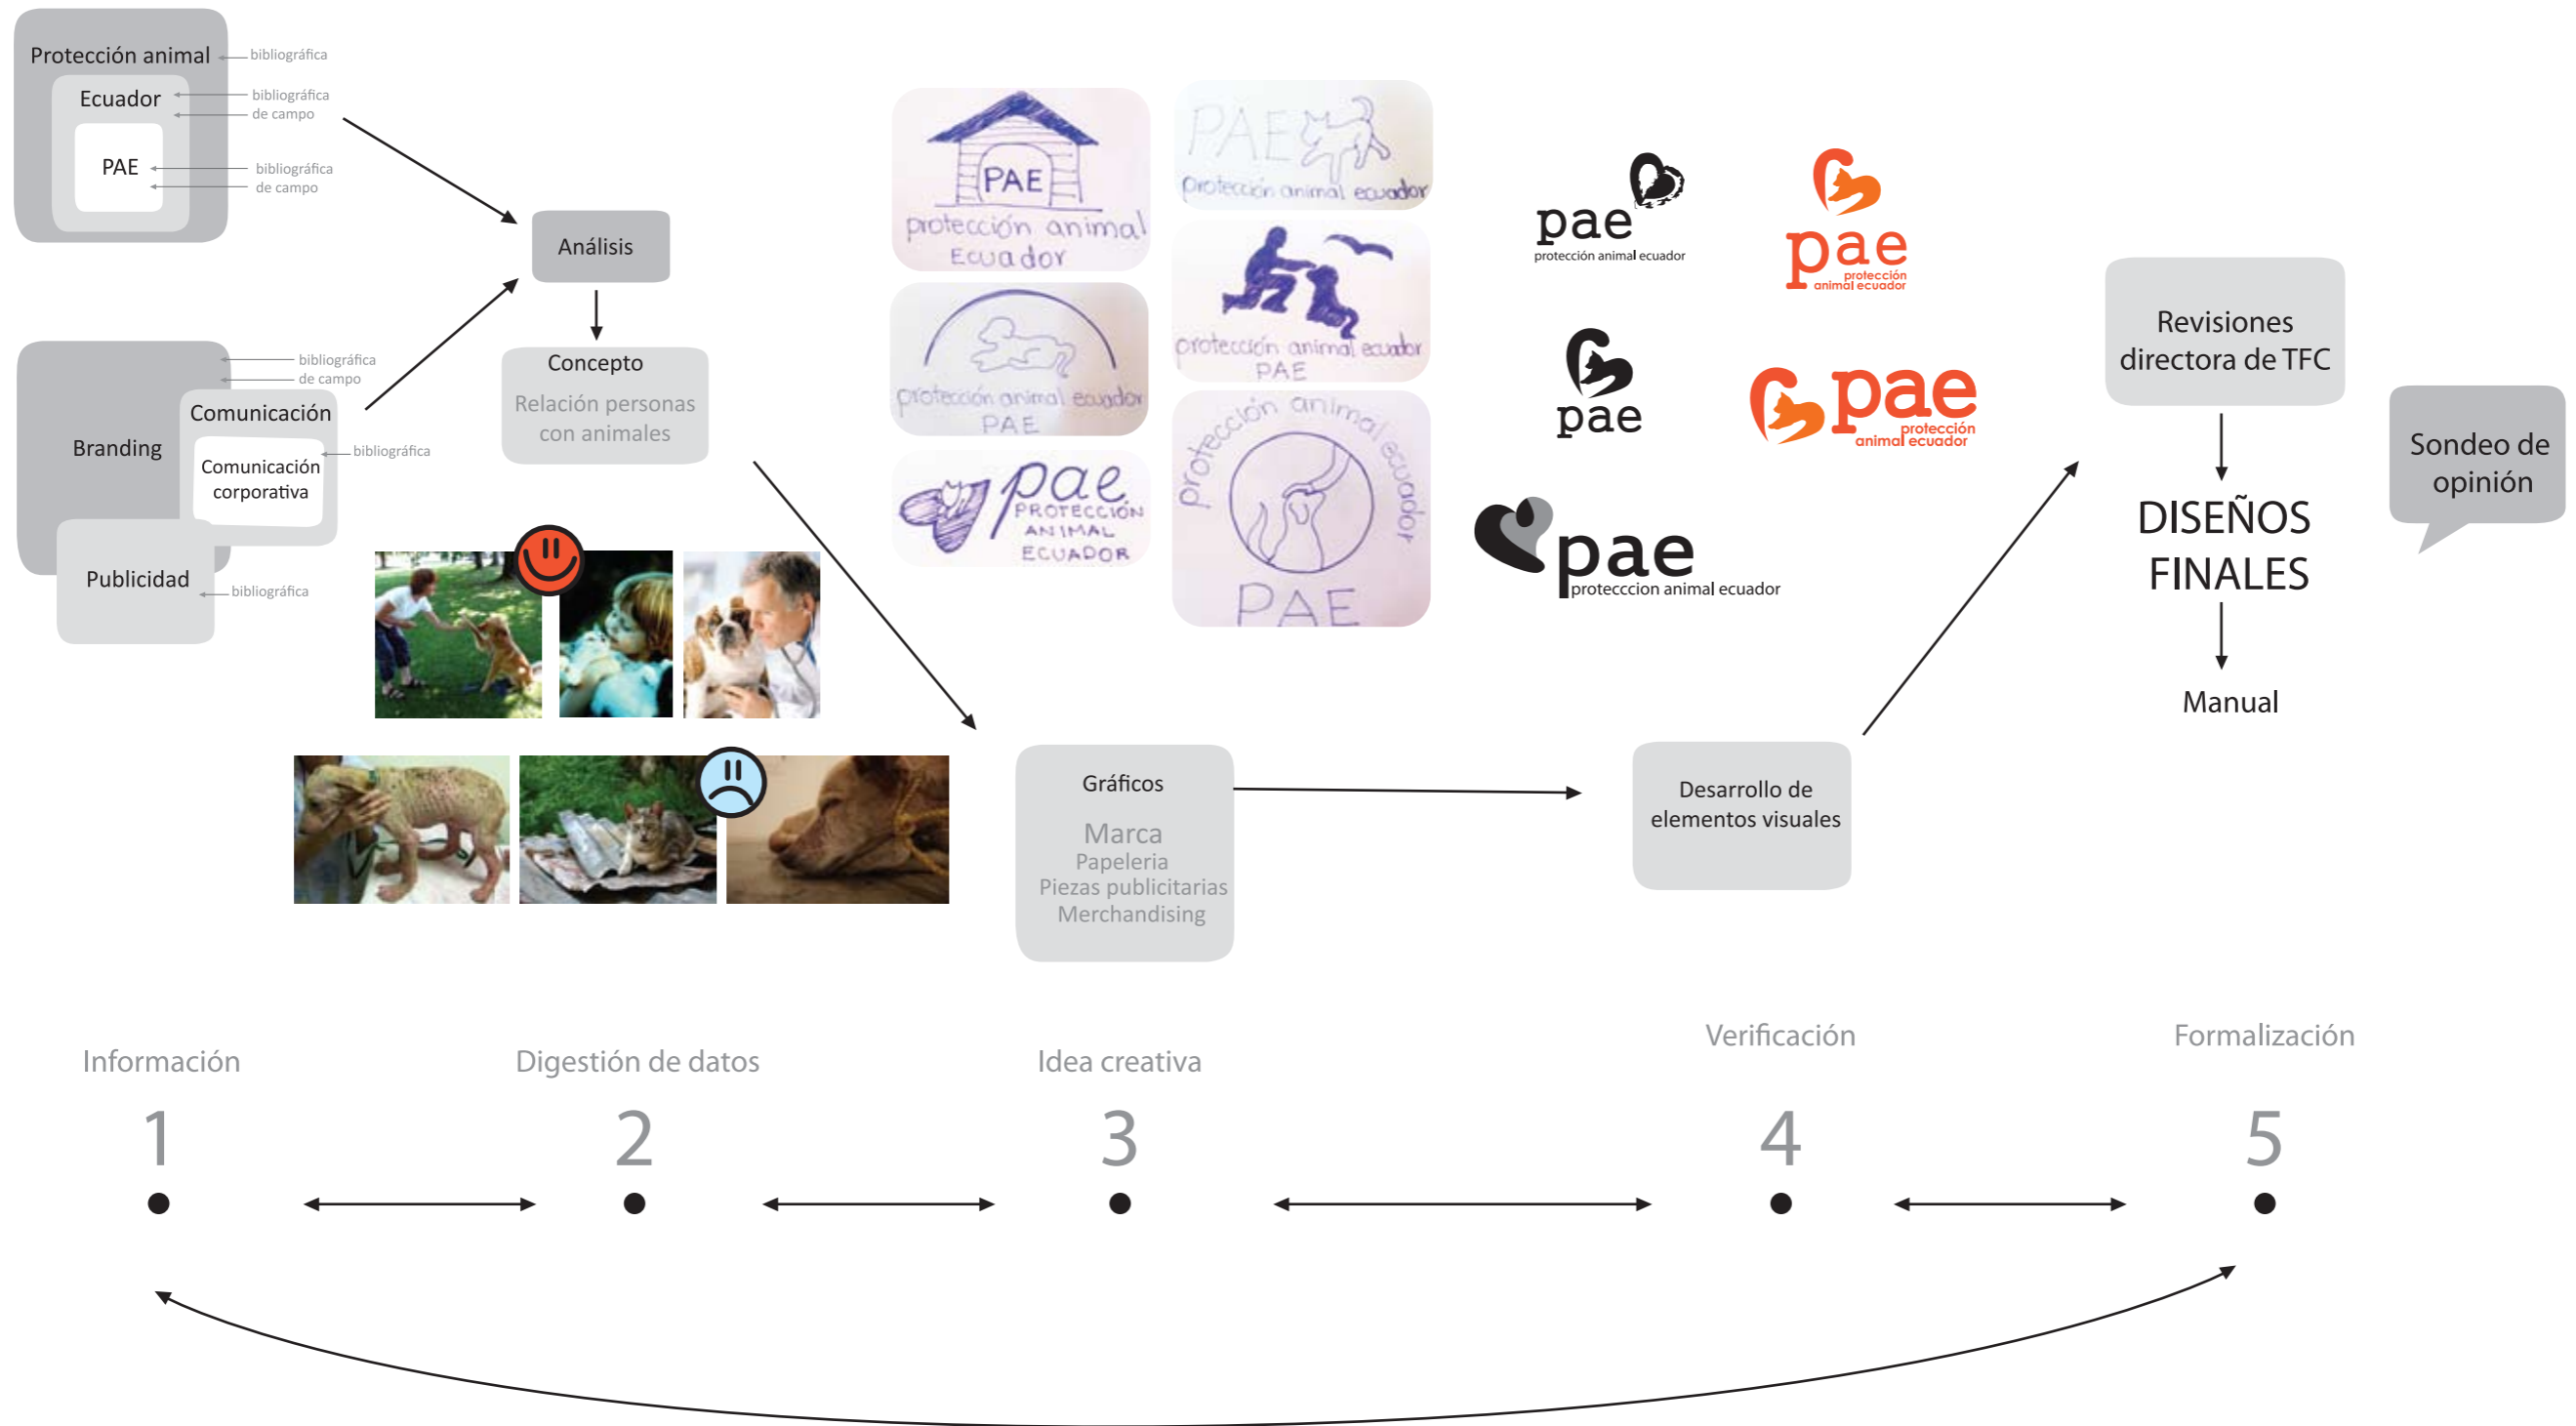 Protección animal
bibliográfica
Ecuador
bibliográfica
de campo
PAE
bibliográfica
de campo
Branding
bibliográfica
de campo
Comunicación
Comunicación
corporativa
bibliográfica
Publicidad
bibliográfica
Análisis
Concepto
Relación personas
con animales
PAE
protección animal
Ecuador
PAE
protección animal ecuador
protección animal ecuador
PAE
protección animal ecuador
PAE
pae
PROTECCIÓN
ANIMAL
ECUADOR
protección animal ecuador
PAE
pae
protección animal ecuador
pae
protección
animal ecuador
pae
pae
protección
animal ecuador
pae
proteccion animal ecuador
Gráficos
Marca
Papeleria
Piezas publicitarias
Merchandising
Desarrollo de
elementos visuales
Revisiones
directora de TFC
DISEÑOS
FINALES
Manual
Sondeo de
opinión
Información
Digestión de datos
Idea creativa
Verificación
Formalización
1
2
3
4
5